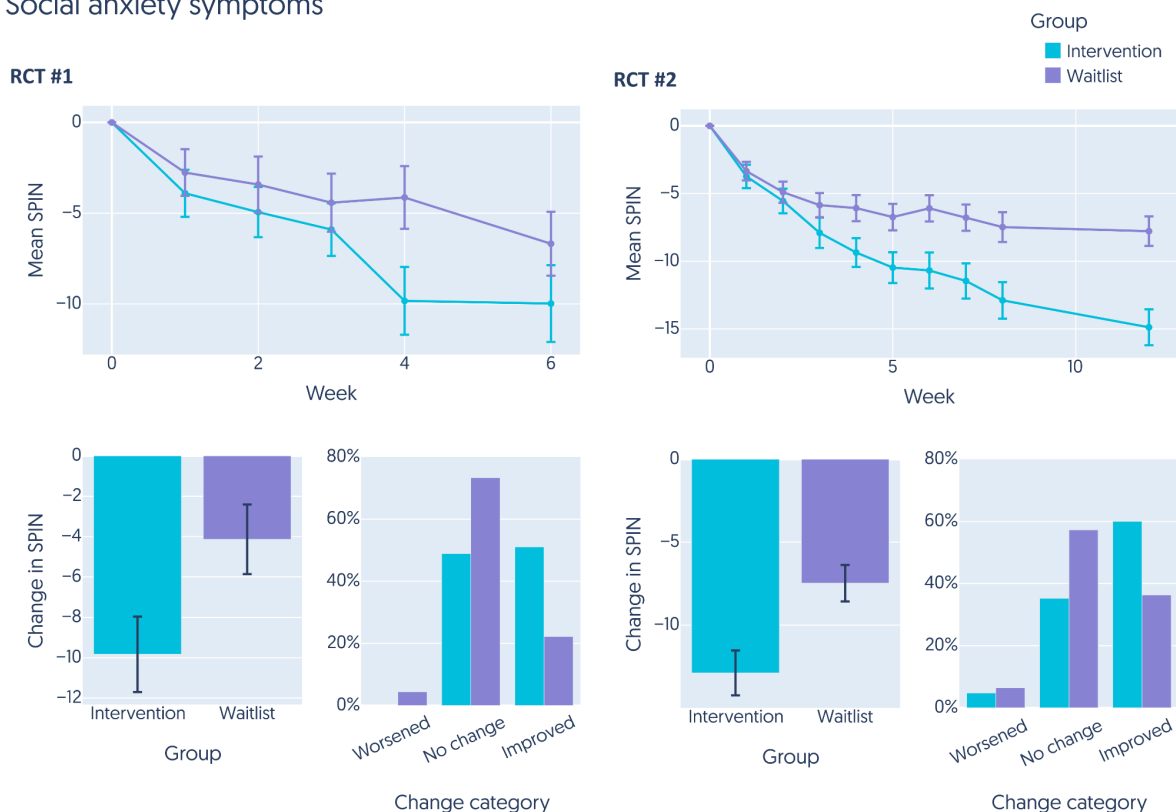 Social anxiety symptoms
Group
Intervention
Waitlist
RCT #1
RCT #2
0
−5
−10
Mean SPIN
0
2
4
6
Week
0
−5
−10
−15
Mean SPIN
0
5
10
Week
0
−2
−4
−6
−8
−10
−12
Change in SPIN
Intervention
Waitlist
Group
80%
60%
40%
20%
0%
Worsened
No change
Improved
Change category
0
−5
−10
Change in SPIN
Intervention
Waitlist
Group
80%
60%
40%
20%
0%
Worsened
No change
Improved
Change category